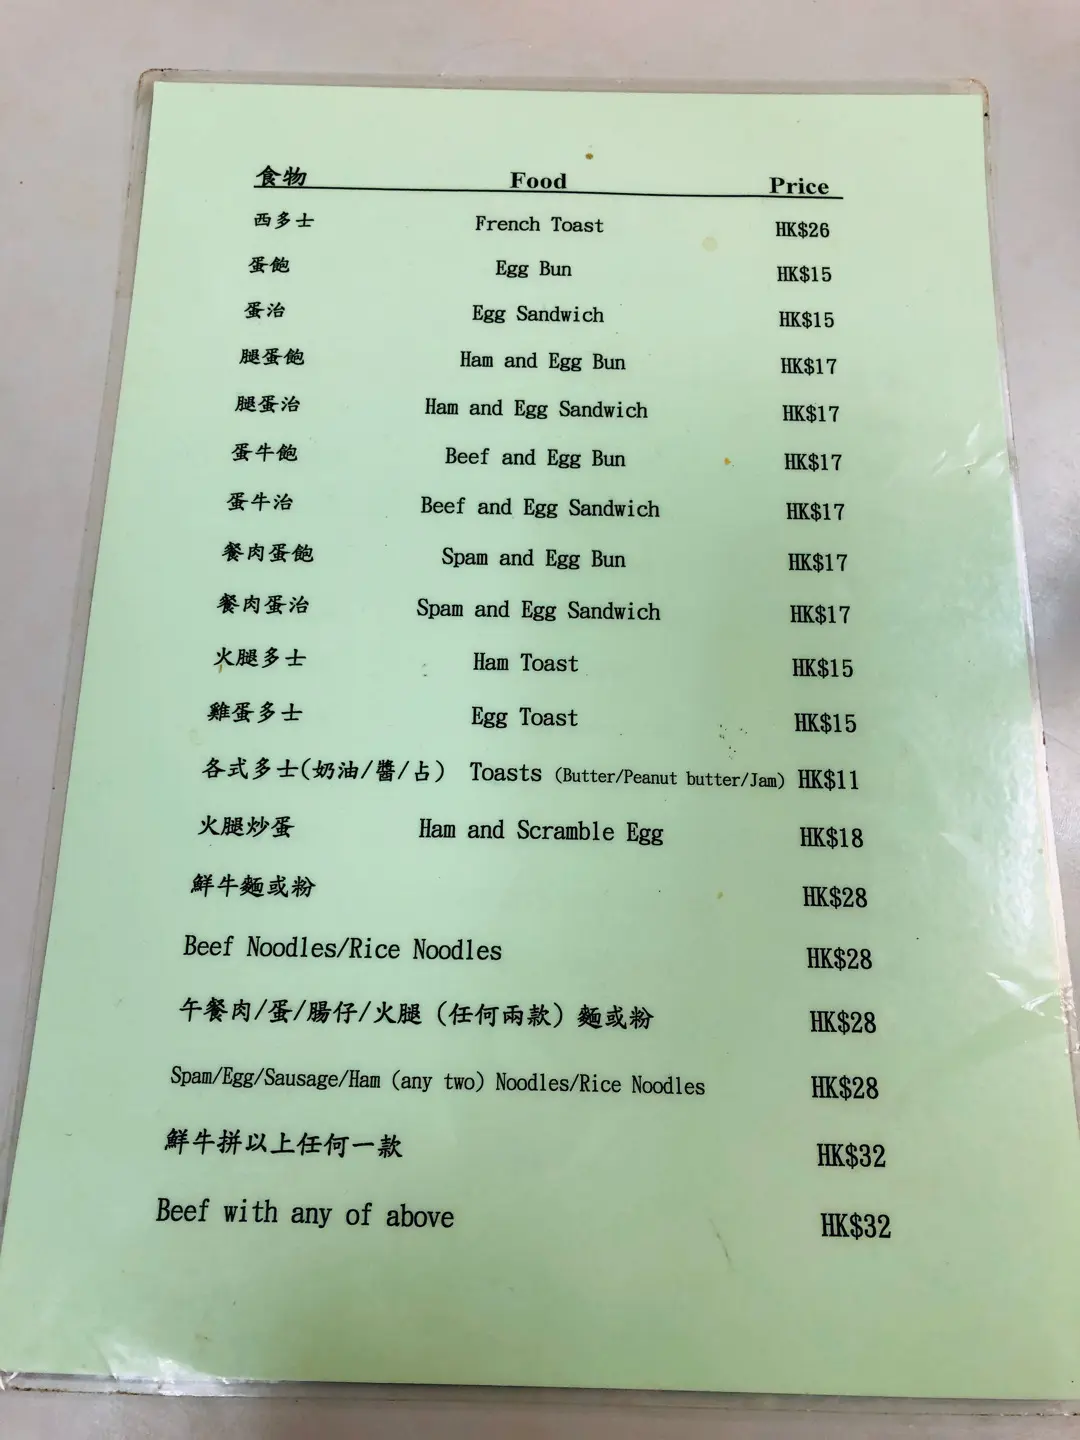 食物 Food Price
西多士 French Toast HK$26
蛋飽 Egg Bun HK$15
蛋治 Egg Sandwich HK$15
腿蛋飽 Ham and Egg Bun HK$17
腿蛋治 Ham and Egg Sandwich HK$17
蛋牛飽 Beef and Egg Bun HK$17
蛋牛治 Beef and Egg Sandwich HK$17
餐肉蛋飽 Spam and Egg Bun HK$17
餐肉蛋治 Spam and Egg Sandwich HK$17
火腿多士 Ham Toast HK$15
雞蛋多士 Egg Toast HK$15
各式多士(奶油/醬/占) Toasts (Butter/Peanut butter/Jam) HK$11
火腿炒蛋 Ham and Scramble Egg HK$18
鮮牛麵或粉 HK$28
Beef Noodles/Rice Noodles HK$28
午餐肉/蛋/腸仔/火腿 (任何兩款) 麵或粉 HK$28
Spam/Egg/Sausage/Ham (any two) Noodles/Rice Noodles HK$28
鮮牛拼以上任何一款 HK$32
Beef with any of above HK$32